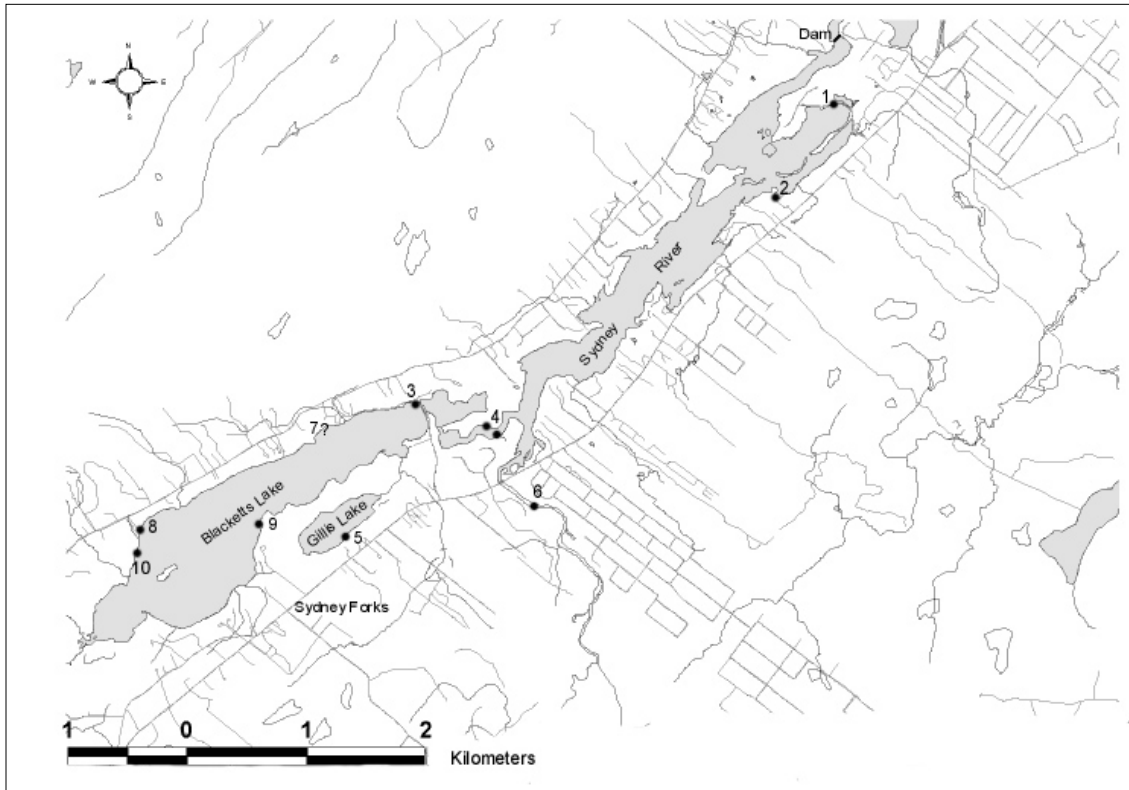 Dam
N
W E
S
1
2
River
Sydney
3
4
7?
Blacketts Lake
6
8
9
Gillis Lake
5
10
Sydney Forks
1 0 1 2
Kilometers